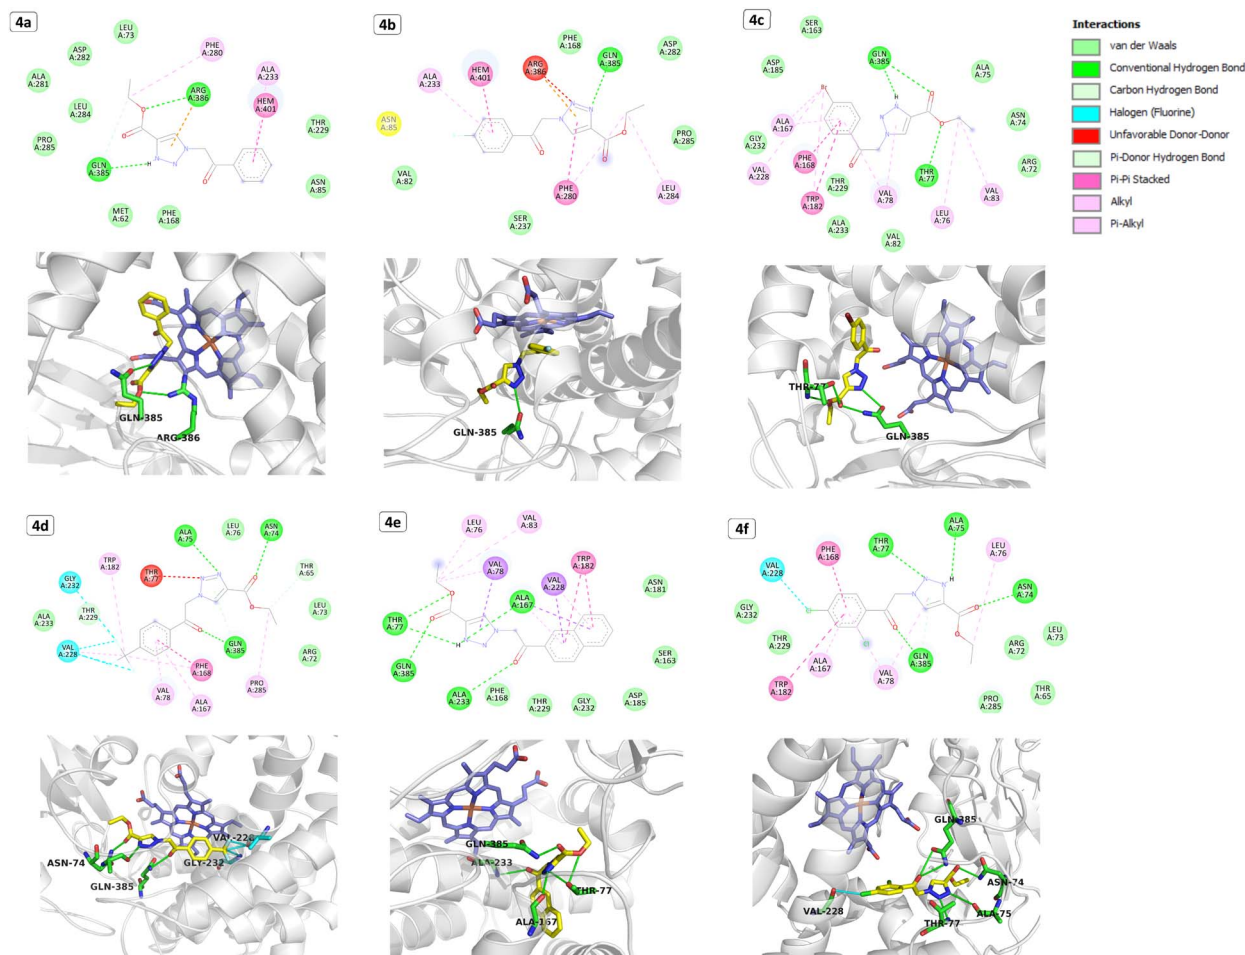 4a
LEU
A:73
ASP
A:282
PHE
A:280
ALA
A:281
ALA
A:233
ARG
A:386
HEM
A:401
LEU
A:284
THR
A:229
PRO
A:285
GLN
A:385
ASN
A:85
MET
A:62
PHE
A:168
H
N
O
GLN-385
ARG-386
4b
PHE
A:168
GLN
A:385
ASP
A:282
ARG
A:386
HEM
A:401
ALA
A:233
ASN
A:85
PRO
A:285
VAL
A:82
PHE
A:280
LEU
A:284
SER
A:237
GLN-385
4c
SER
A:163
GLN
A:385
ASP
A:185
ALA
A:75
Br
ALA
A:167
ASN
A:74
GLY
A:232
PHE
A:168
ARG
A:72
VAL
A:228
THR
A:229
THR
A:77
TRP
A:182
VAL
A:78
VAL
A:83
LEU
A:76
ALA
A:233
VAL
A:82
THR-77
GLN-385
Interactions
van der Waals
Conventional Hydrogen Bond
Carbon Hydrogen Bond
Halogen (Fluorine)
Unfavorable Donor-Donor
Pi-Donor Hydrogen Bond
Pi-Pi Stacked
Alkyl
Pi-Alkyl
4d
ALA
A:75
LEU
A:76
ASN
A:74
TRP
A:182
THR
A:77
THR
A:65
GLY
A:232
ALA
A:233
THR
A:229
LEU
A:73
VAL
A:228
GLN
A:385
ARG
A:72
PHE
A:168
VAL
A:78
ALA
A:167
PRO
A:285
ASN-74
GLN-385
VAL-228
GLY-232
4e
LEU
A:76
VAL
A:83
VAL
A:78
VAL
A:228
TRP
A:182
ASN
A:181
ALA
A:167
THR
A:77
GLN
A:385
SER
A:163
ALA
A:233
PHE
A:168
THR
A:229
GLY
A:232
ASP
A:185
GLN-385
ALA-233
THR-77
ALA-167
4f
ALA
A:75
THR
A:77
PHE
A:168
LEU
A:76
VAL
A:228
ASN
A:74
GLY
A:232
THR
A:229
LEU
A:73
ALA
A:167
GLN
A:385
ARG
A:72
TRP
A:182
VAL
A:78
PRO
A:285
THR
A:65
GLN-385
ASN-74
VAL-228
THR-77
ALA-75